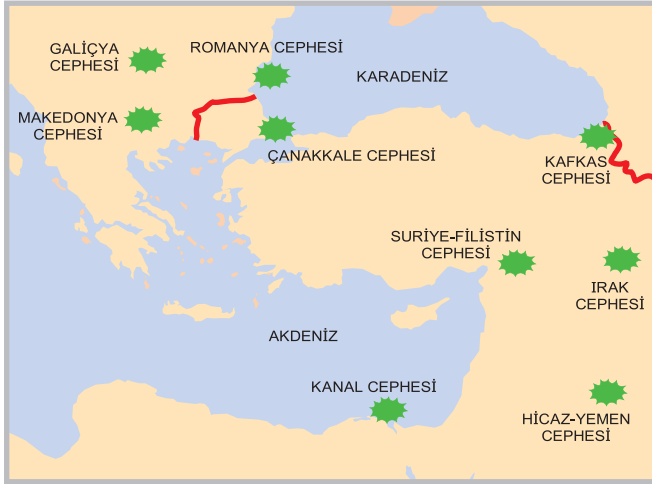 GALİÇYA
CEPHESİ
ROMANYA CEPHESİ
KARADENİZ
MAKEDONYA
CEPHESİ
ÇANAKKALE CEPHESİ
KAFKAS
CEPHESİ
SURİYE-FİLİSTİN
CEPHESİ
IRAK
CEPHESİ
AKDENİZ
KANAL CEPHESİ
HİCAZ-YEMEN
CEPHESİ